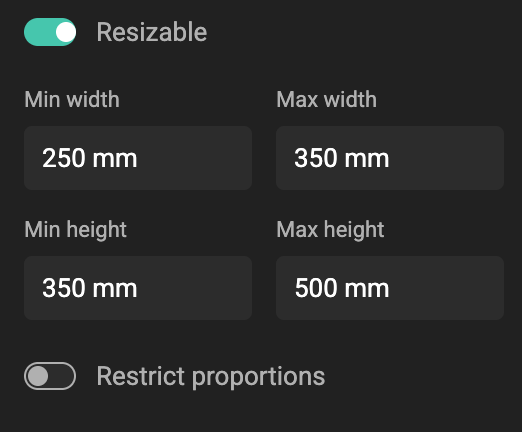 Resizable
Min width Max width
250 mm 350 mm
Min height Max height
350 mm 500 mm
Restrict proportions